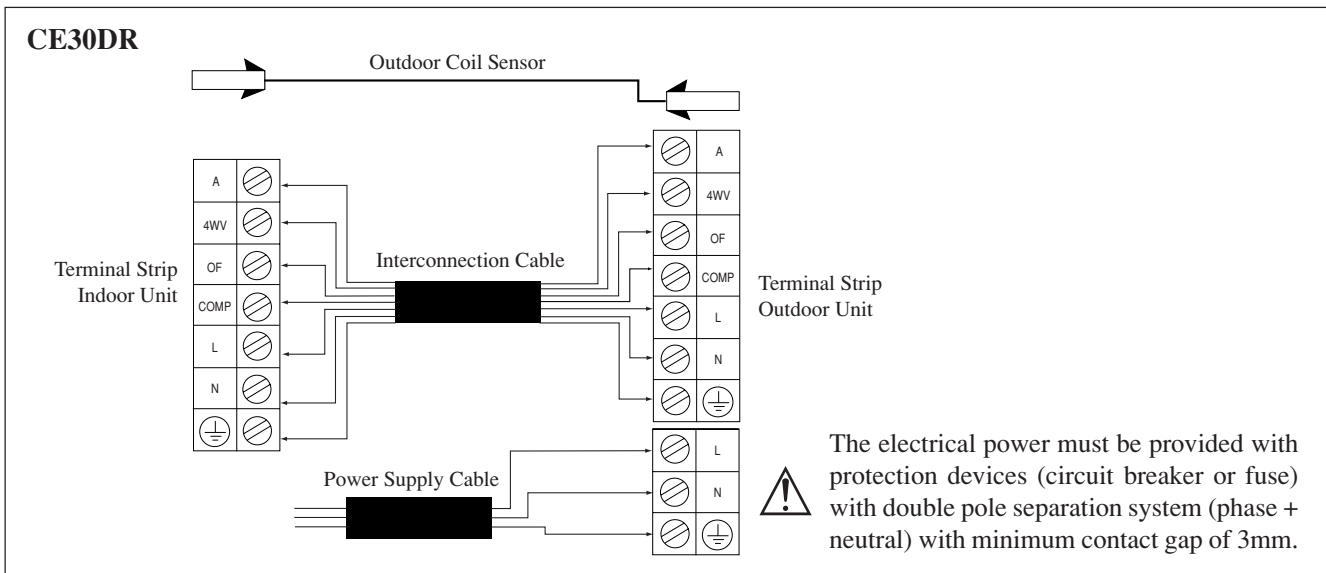 CE30DR
Outdoor Coil Sensor
A
4WV
OF
COMP
L
N
Terminal Strip
Indoor Unit
Interconnection Cable
A
4WV
OF
COMP
L
N
Terminal Strip
Outdoor Unit
Power Supply Cable
L
N
The electrical power must be provided with
protection devices (circuit breaker or fuse)
with double pole separation system (phase +
neutral) with minimum contact gap of 3mm.